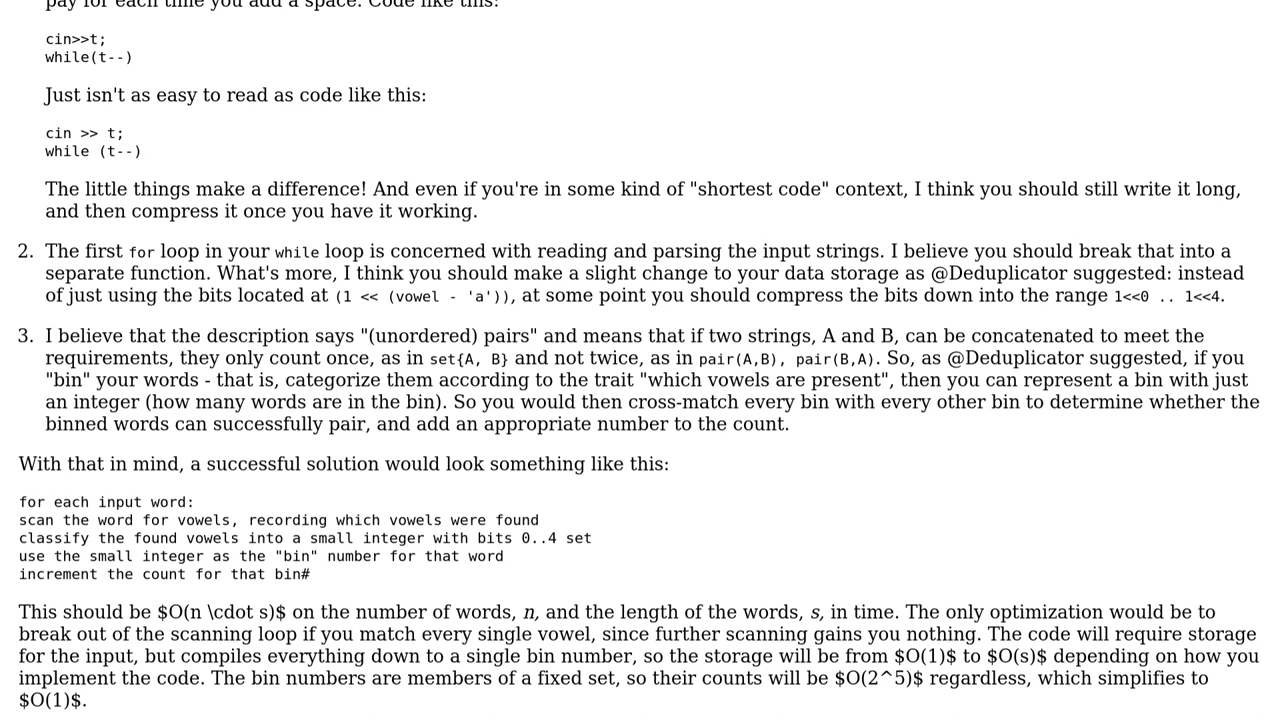 pay for each time you add a space. Code like this:
cin>>t;
while(t--)
Just isn't as easy to read as code like this:
cin >> t;
while (t--)
The little things make a difference! And even if you're in some kind of "shortest code" context, I think you should still write it long,
and then compress it once you have it working.
2. The first for loop in your while loop is concerned with reading and parsing the input strings. I believe you should break that into a
separate function. What's more, I think you should make a slight change to your data storage as @Deduplicator suggested: instead
of just using the bits located at (1 << (vowel - 'a')), at some point you should compress the bits down into the range 1<<0 .. 1<<4.
3. I believe that the description says "(unordered) pairs" and means that if two strings, A and B, can be concatenated to meet the
requirements, they only count once, as in set{A, B} and not twice, as in pair(A,B), pair(B,A). So, as @Deduplicator suggested, if you
"bin" your words - that is, categorize them according to the trait "which vowels are present", then you can represent a bin with just
an integer (how many words are in the bin). So you would then cross-match every bin with every other bin to determine whether the
binned words can successfully pair, and add an appropriate number to the count.
With that in mind, a successful solution would look something like this:
for each input word:
scan the word for vowels, recording which vowels were found
classify the found vowels into a small integer with bits 0..4 set
use the small integer as the "bin" number for that word
increment the count for that bin#
This should be $O(n \cdot s)$ on the number of words, n, and the length of the words, s, in time. The only optimization would be to
break out of the scanning loop if you match every single vowel, since further scanning gains you nothing. The code will require storage
for the input, but compiles everything down to a single bin number, so the storage will be from $O(1)$ to $O(s)$ depending on how you
implement the code. The bin numbers are members of a fixed set, so their counts will be $O(2^5)$ regardless, which simplifies to
$O(1)$.